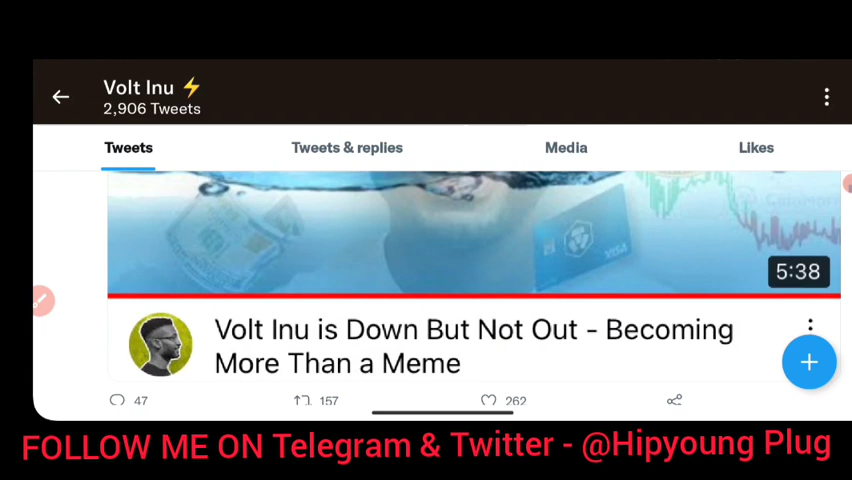 Volt Inu ⚡
2,906 Tweets
Tweets
Tweets & replies
Media
Likes
VISA
5:38
Volt Inu is Down But Not Out - Becoming
More Than a Meme
47
157
262
FOLLOW ME ON Telegram & Twitter - @Hipyoung Plug